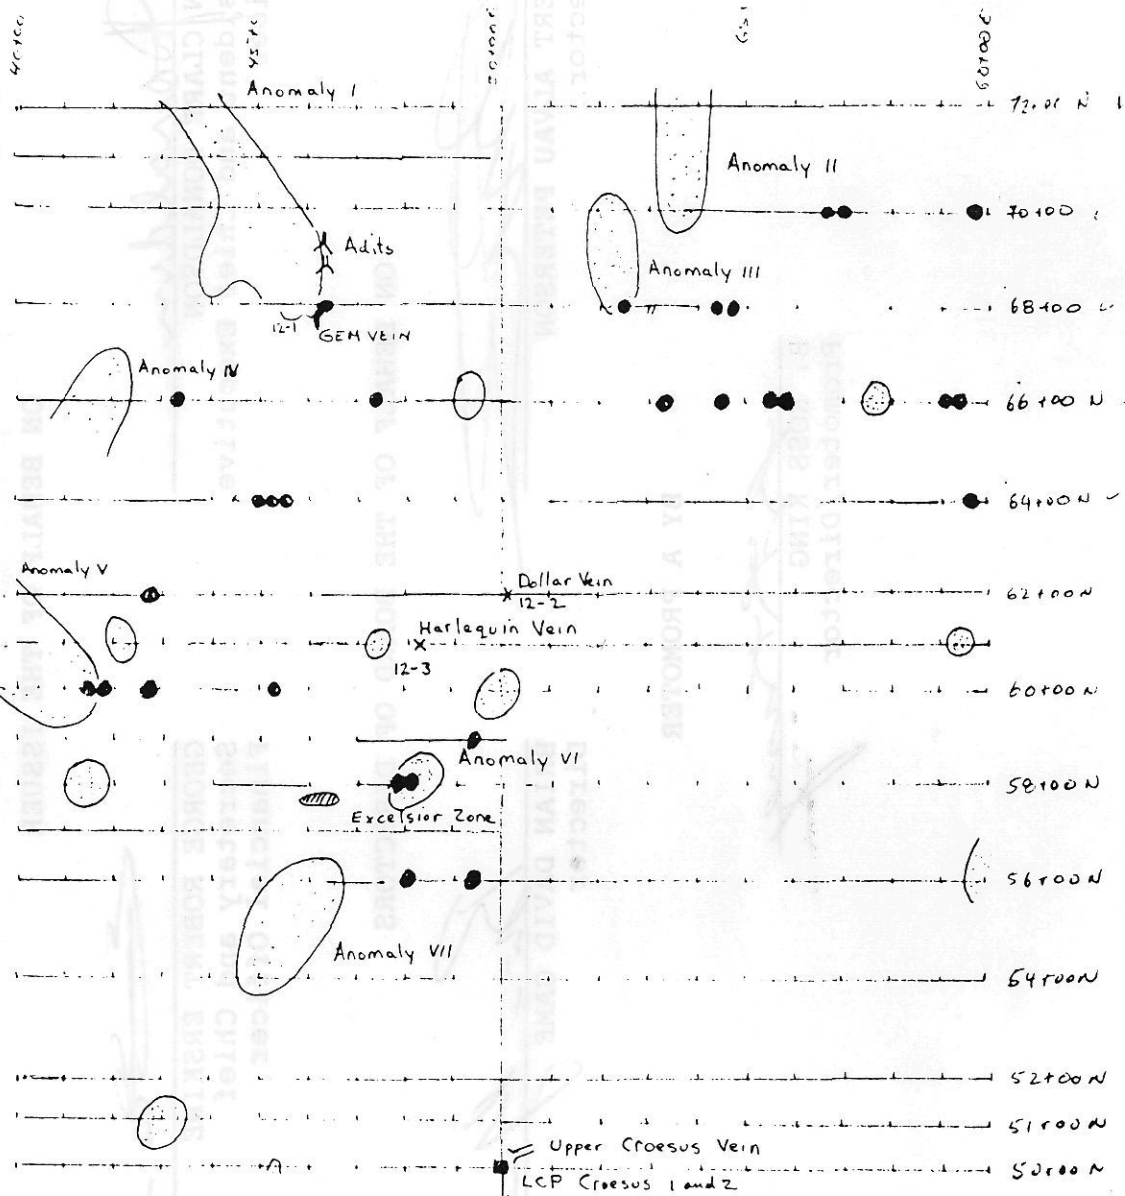 60+00E
Anomaly I
72+00 N
Anomaly II
70+00
Adits
Anomaly III
68+00
12-1
GEM VEIN
Anomaly IV
66+00 N
64+00 N
Anomaly V
Dollar Vein
12-2
62+00 N
Harlequin Vein
12-3
60+00 N
Anomaly VI
58+00 N
Excelsior Zone
56+00 N
Anomaly VII
54+00 N
52+00 N
51+00 N
Upper Croesus Vein
50+00 N
LCP Croesus 1 and 2